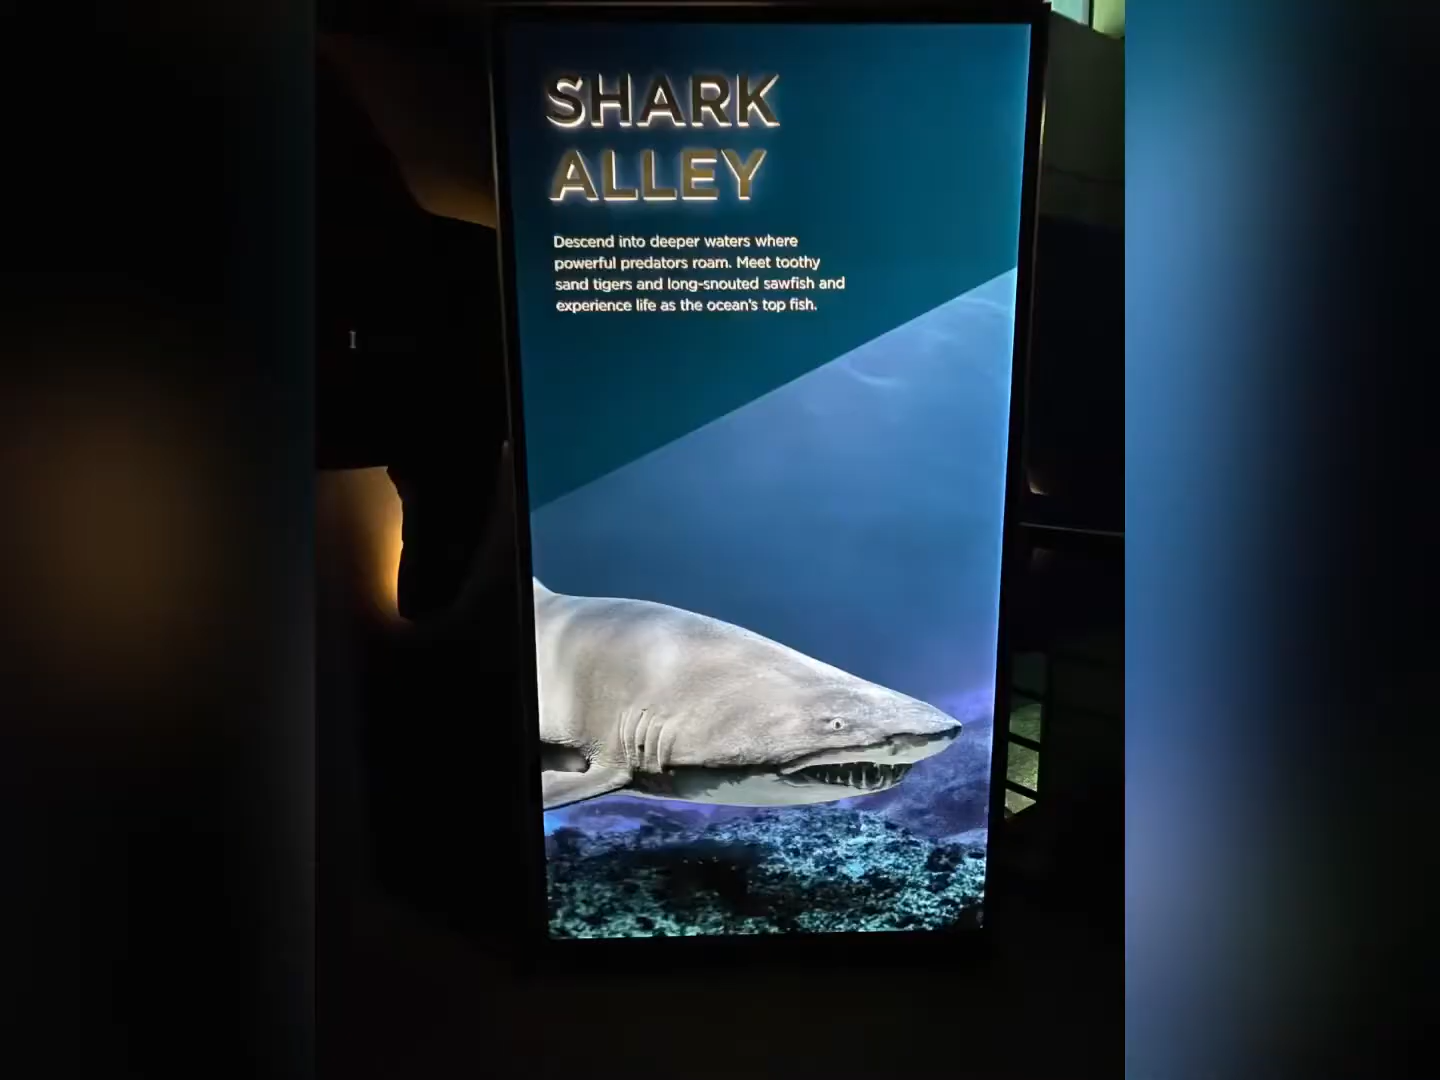 SHARK
ALLEY
Descend into deeper waters where
powerful predators roam. Meet toothy
sand tigers and long-snouted sawfish and
experience life as the ocean's top fish.